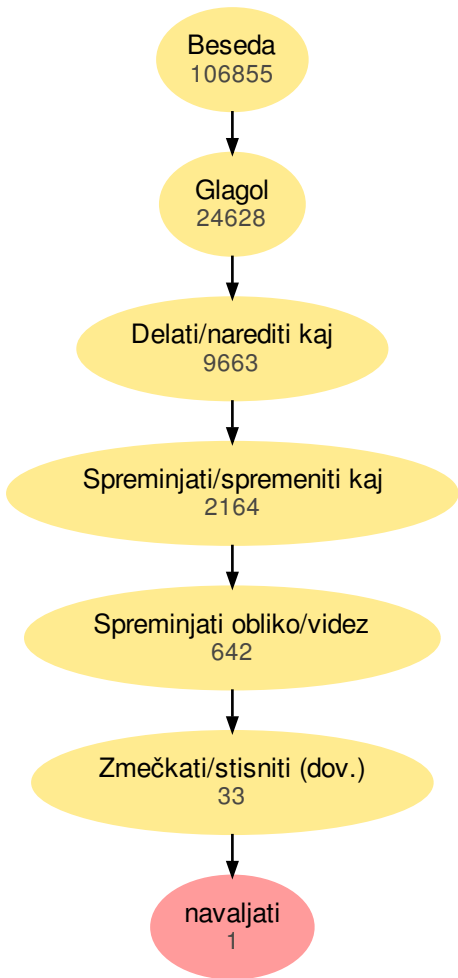 Beseda
106855
Glagol
24628
Delati/narediti kaj
9663
Spreminjati/spremeniti kaj
2164
Spreminjati obliko/videz
642
Zmečkati/stisniti (dov.)
33
navaljati
1